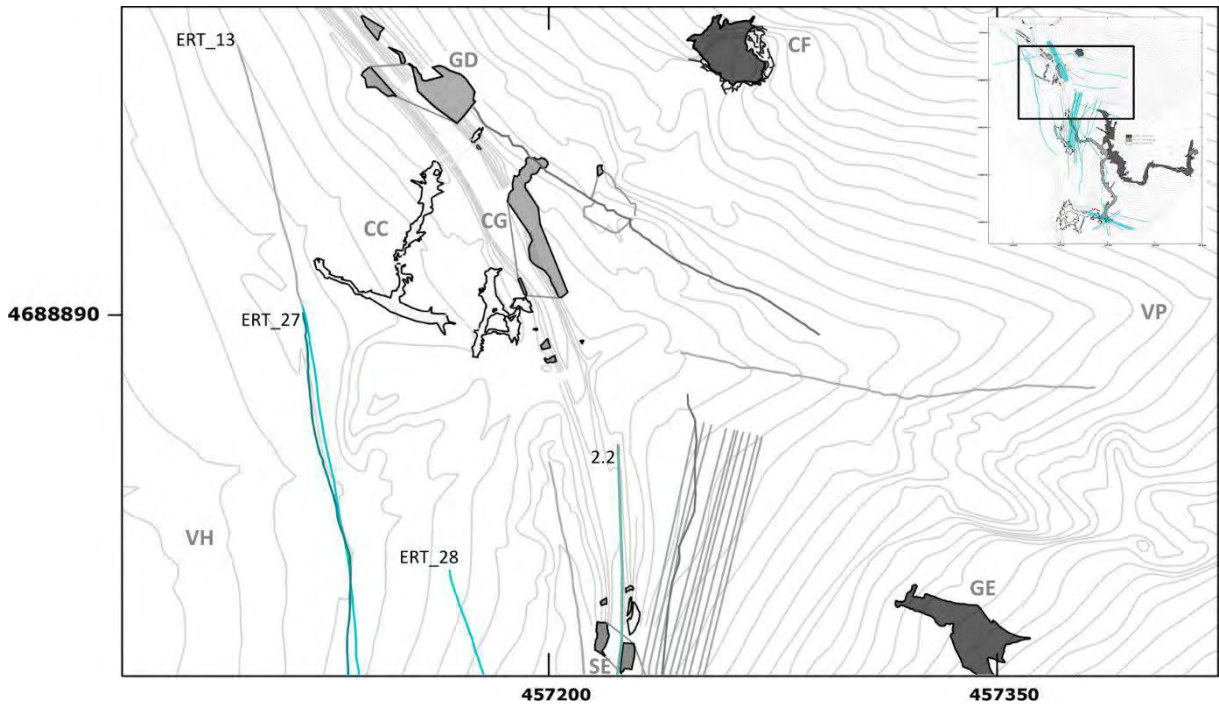 ERT_13
GD
CF
CC
CG
4688890
ERT_27
VP
2.2
VH
ERT_28
GE
SE
457200
457350